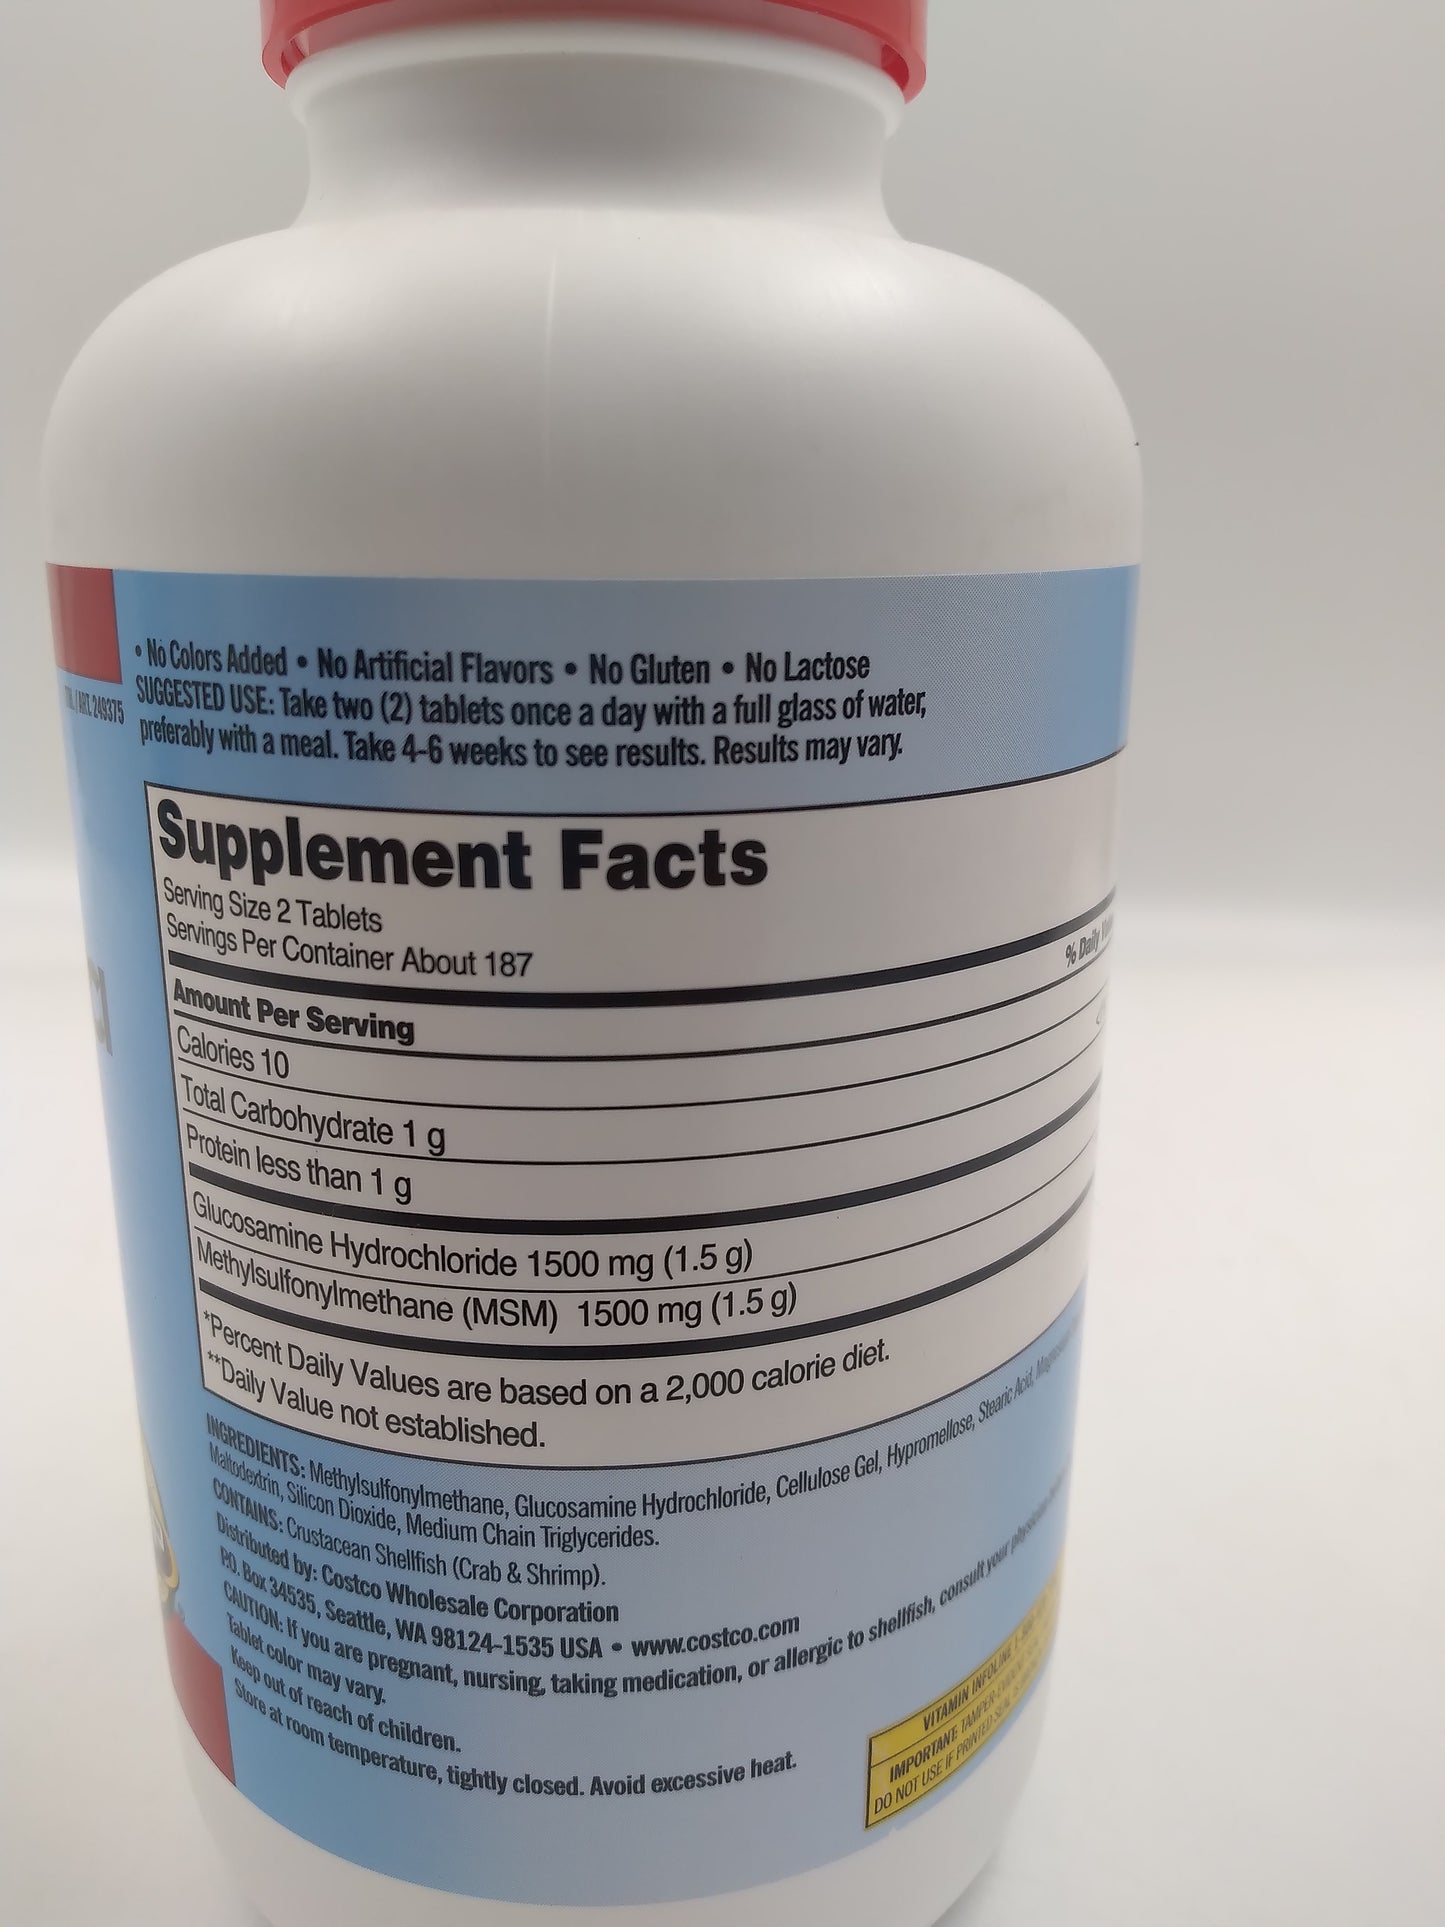 • No Colors Added • No Artificial Flavors • No Gluten • No Lactose
SUGGESTED USE: Take two (2) tablets once a day with a full glass of water,
preferably with a meal. Take 4-6 weeks to see results. Results may vary.
/ ART. 249375
Supplement Facts
Serving Size 2 Tablets
Servings Per Container About 187
% Daily
Amount Per Serving
Calories 10
Total Carbohydrate 1 g
Protein less than 1 g
Glucosamine Hydrochloride 1500 mg (1.5 g)
Methylsulfonylmethane (MSM) 1500 mg (1.5 g)
*Percent Daily Values are based on a 2,000 calorie diet.
**Daily Value not established.
INGREDIENTS: Methylsulfonylmethane, Glucosamine Hydrochloride, Cellulose Gel, Hypromellose, Stearic Acid,
Maltodextrin, Silicon Dioxide, Medium Chain Triglycerides.
CONTAINS: Crustacean Shellfish (Crab & Shrimp).
Distributed by: Costco Wholesale Corporation
P.O. Box 34535, Seattle, WA 98124-1535 USA • www.costco.com
CAUTION: If you are pregnant, nursing, taking medication, or allergic to shellfish, consult your physician
Tablet color may vary.
Keep out of reach of children.
Store at room temperature, tightly closed. Avoid excessive heat.
VITAMIN INFOLINE
IMPORTANT: TAMPER-EVIDENT
DO NOT USE IF PRINTED SEAL